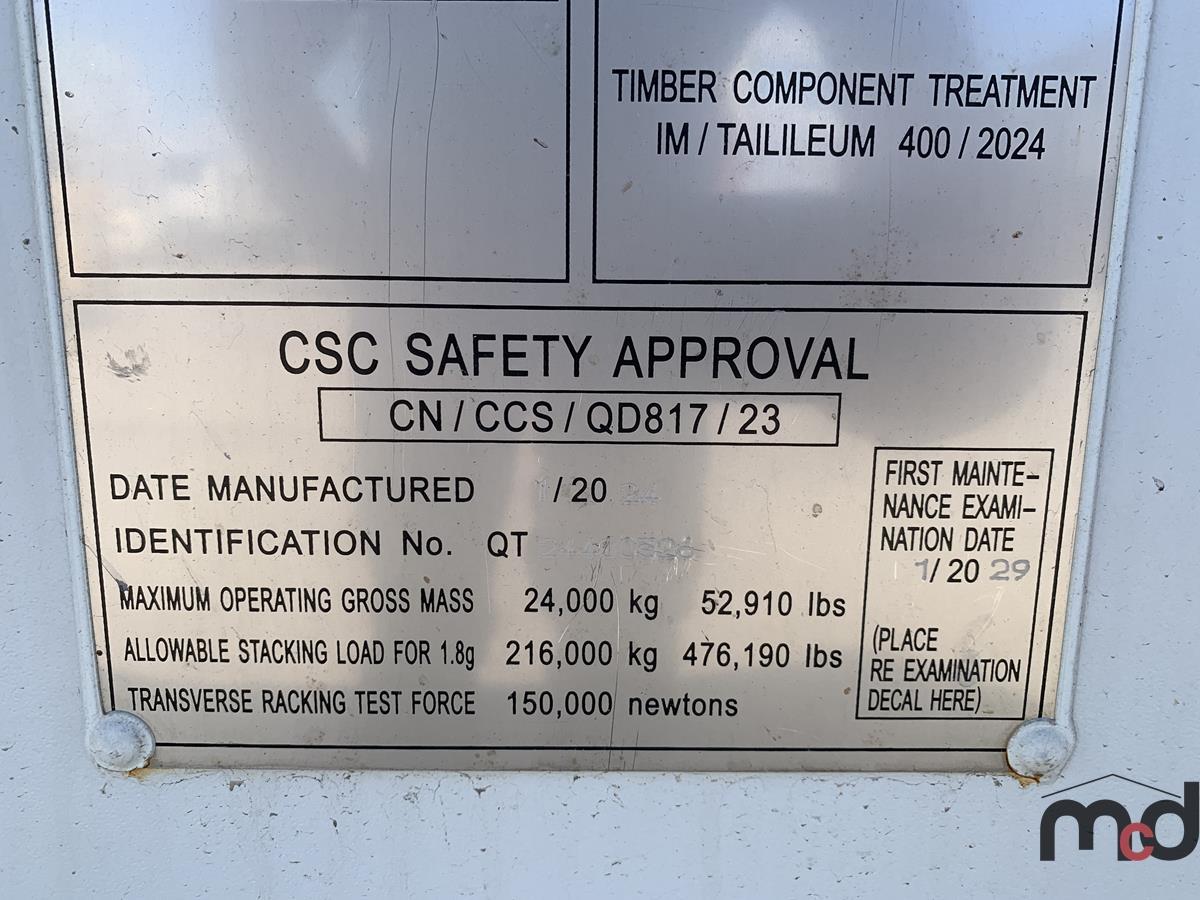 TIMBER COMPONENT TREATMENT
IM / TAILILEUM 400 / 2024
CSC SAFETY APPROVAL
CN / CCS / QD817 / 23
DATE MANUFACTURED 1/20 24
IDENTIFICATION No. QT
MAXIMUM OPERATING GROSS MASS 24,000 kg 52,910 lbs
ALLOWABLE STACKING LOAD FOR 1.8g 216,000 kg 476,190 lbs
TRANSVERSE RACKING TEST FORCE 150,000 newtons
FIRST MAINTE-
NANCE EXAMI-
NATION DATE
1/ 20 29
(PLACE
RE EXAMINATION
DECAL HERE)
mcd